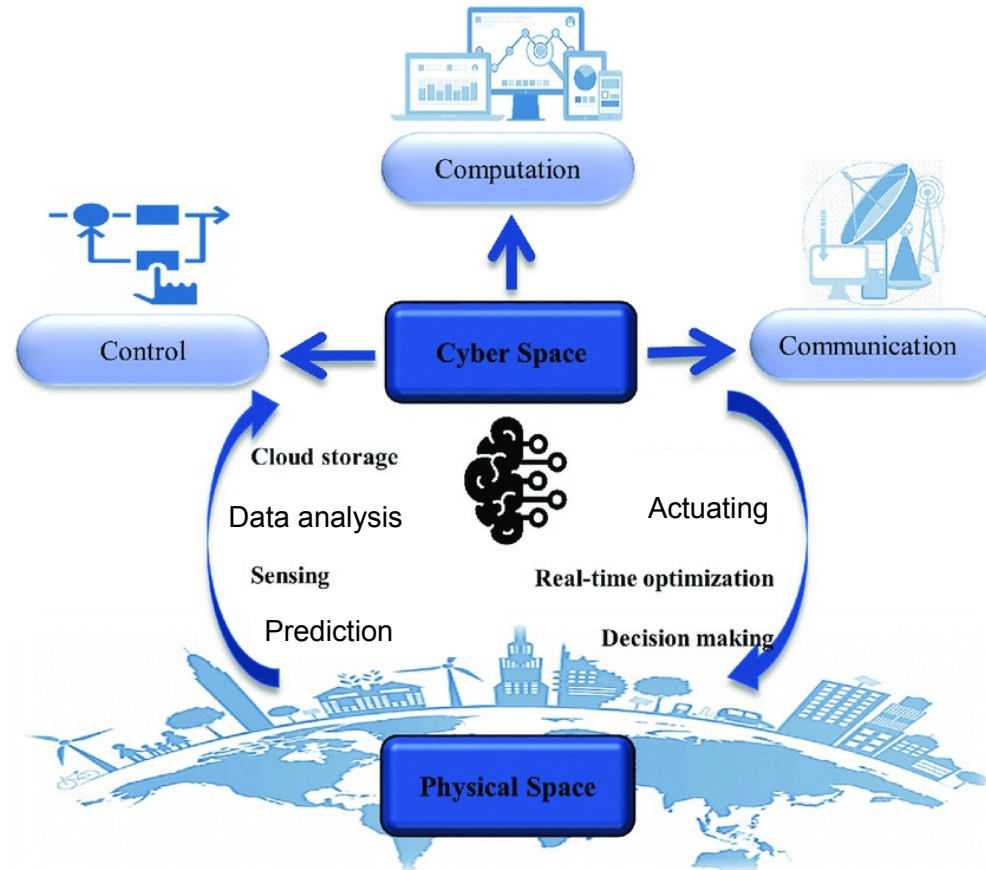 Computation
Control
Cyber Space
Communication
Cloud storage
Data analysis
Actuating
Sensing
Real-time optimization
Prediction
Decision making
Physical Space